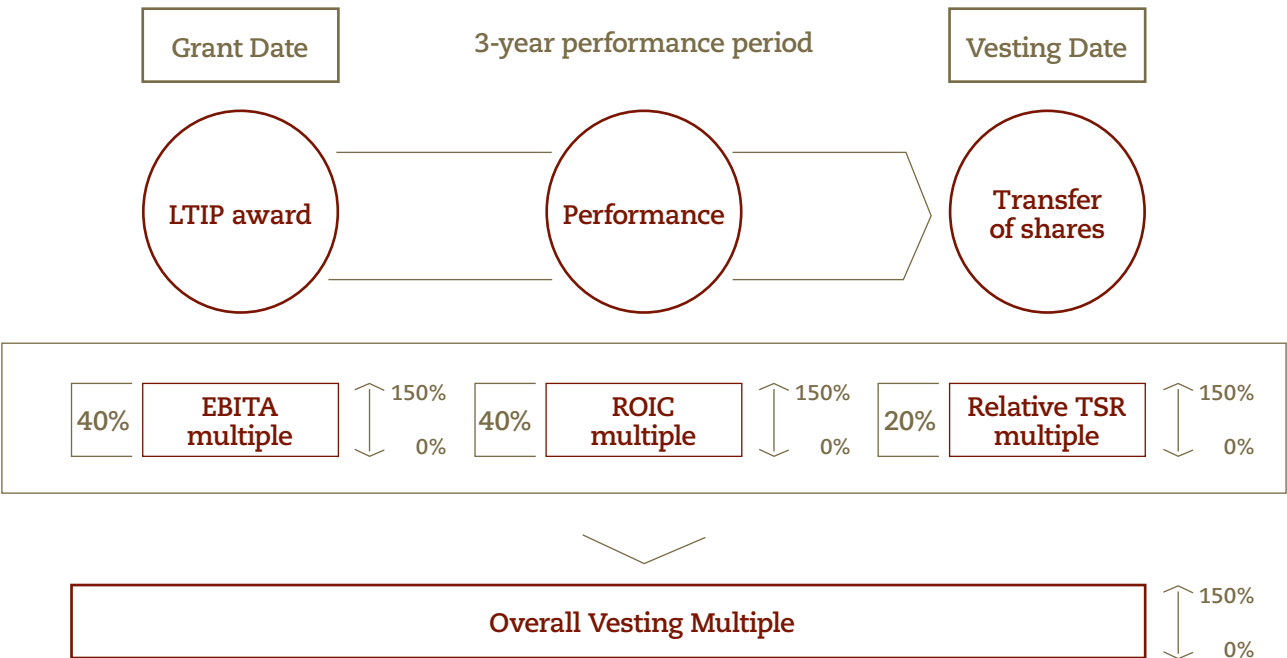 Grant Date
3-year performance period
Vesting Date
LTIP award
Performance
Transfer
of shares
40%
EBITA
multiple
150%
0%
40%
ROIC
multiple
150%
0%
20%
Relative TSR
multiple
150%
0%
Overall Vesting Multiple
150%
0%